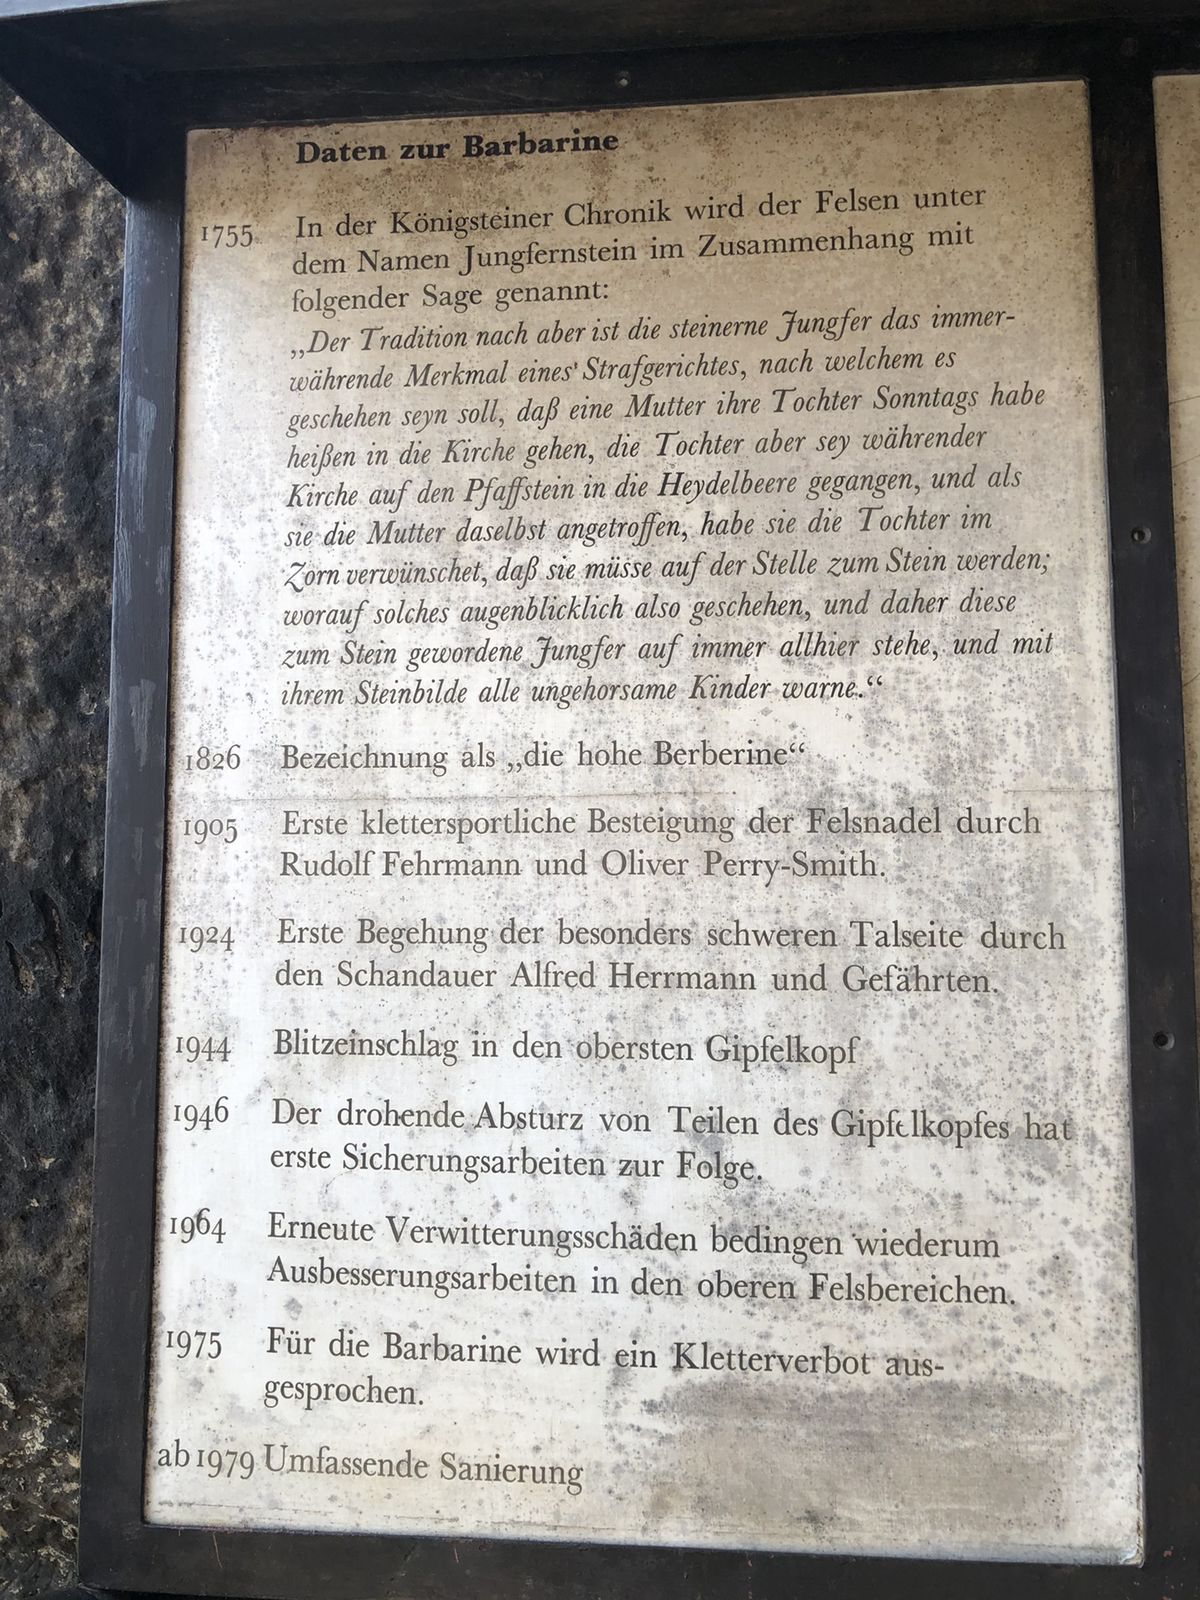 Daten zur Barbarine
1755 In der Königsteiner Chronik wird der Felsen unter
dem Namen Jungfernstein im Zusammenhang mit
folgender Sage genannt:
„Der Tradition nach aber ist die steinerne Jungfer das immer-
währende Merkmal eines Strafgerichtes, nach welchem es
geschehen seyn soll, daß eine Mutter ihre Tochter Sonntags habe
heißen in die Kirche gehen, die Tochter aber sey währender
Kirche auf den Pfaffstein in die Heydelbeere gegangen, und als
sie die Mutter daselbst angetroffen, habe sie die Tochter im
Zorn verwünschet, daß sie müsse auf der Stelle zum Stein werden;
worauf solches augenblicklich also geschehen, und daher diese
zum Stein gewordene Jungfer auf immer allhier stehe, und mit
ihrem Steinbilde alle ungehorsame Kinder warne.“
1826 Bezeichnung als „die hohe Berberine“
1905 Erste klettersportliche Besteigung der Felsnadel durch
Rudolf Fehrmann und Oliver Perry-Smith.
1924 Erste Begehung der besonders schweren Talseite durch
den Schandauer Alfred Herrmann und Gefährten.
1944 Blitzeinschlag in den obersten Gipfelkopf
1946 Der drohende Absturz von Teilen des Gipfelkopfes hat
erste Sicherungsarbeiten zur Folge.
1964 Erneute Verwitterungsschäden bedingen wiederum
Ausbesserungsarbeiten in den oberen Felsbereichen.
1975 Für die Barbarine wird ein Kletterverbot aus-
gesprochen.
ab 1979 Umfassende Sanierung